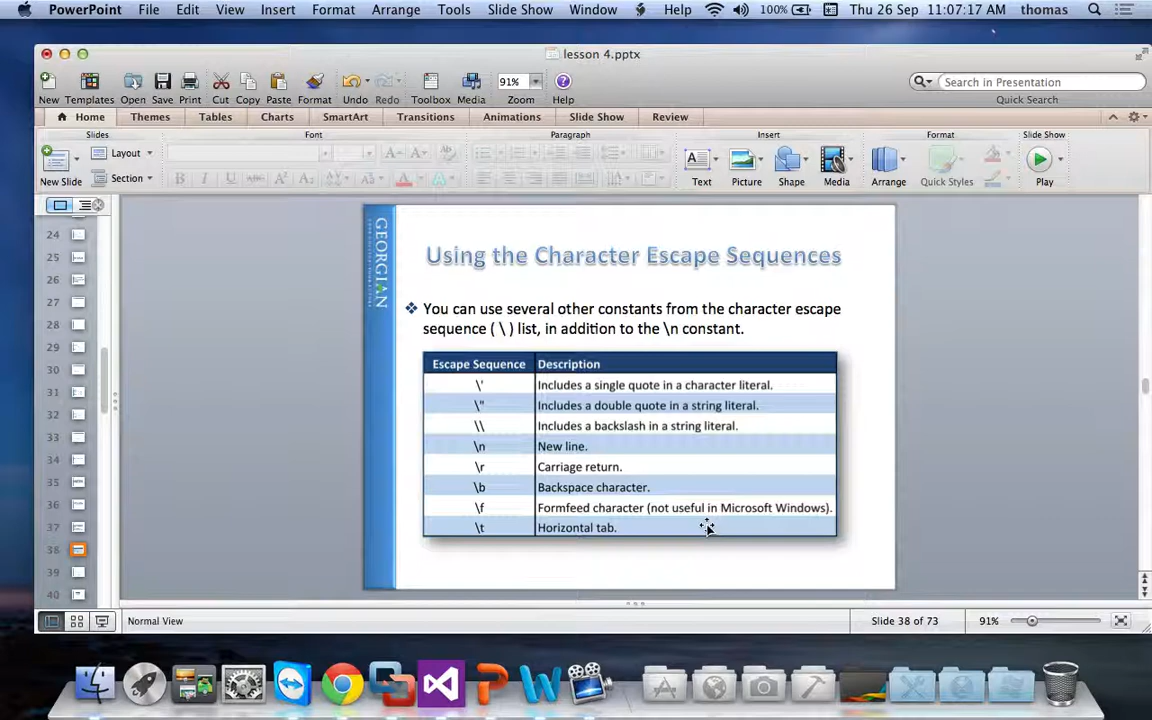 PowerPoint File Edit View Insert Format Arrange Tools Slide Show Window Help 100% Thu 26 Sep 11:07:17 AM thomas
lesson 4.pptx
New Templates Open Save Print Cut Copy Paste Format Undo Redo Toolbox Media 91% Zoom Help
Search in Presentation
Quick Search
Home Themes Tables Charts SmartArt Transitions Animations Slide Show Review
Slides Font Paragraph Insert Format Slide Show
New Slide Layout Section Text Picture Shape Media Arrange Quick Styles Play
24
25
26
27
28
29
30
31
32
33
34
35
36
37
38
39
40
GEORGIAN
Using the Character Escape Sequences
You can use several other constants from the character escape
sequence ( \ ) list, in addition to the \n constant.
Escape Sequence Description
\' Includes a single quote in a character literal.
\" Includes a double quote in a string literal.
\\ Includes a backslash in a string literal.
\n New line.
\r Carriage return.
\b Backspace character.
\f Formfeed character (not useful in Microsoft Windows).
\t Horizontal tab.
Normal View Slide 38 of 73 91%